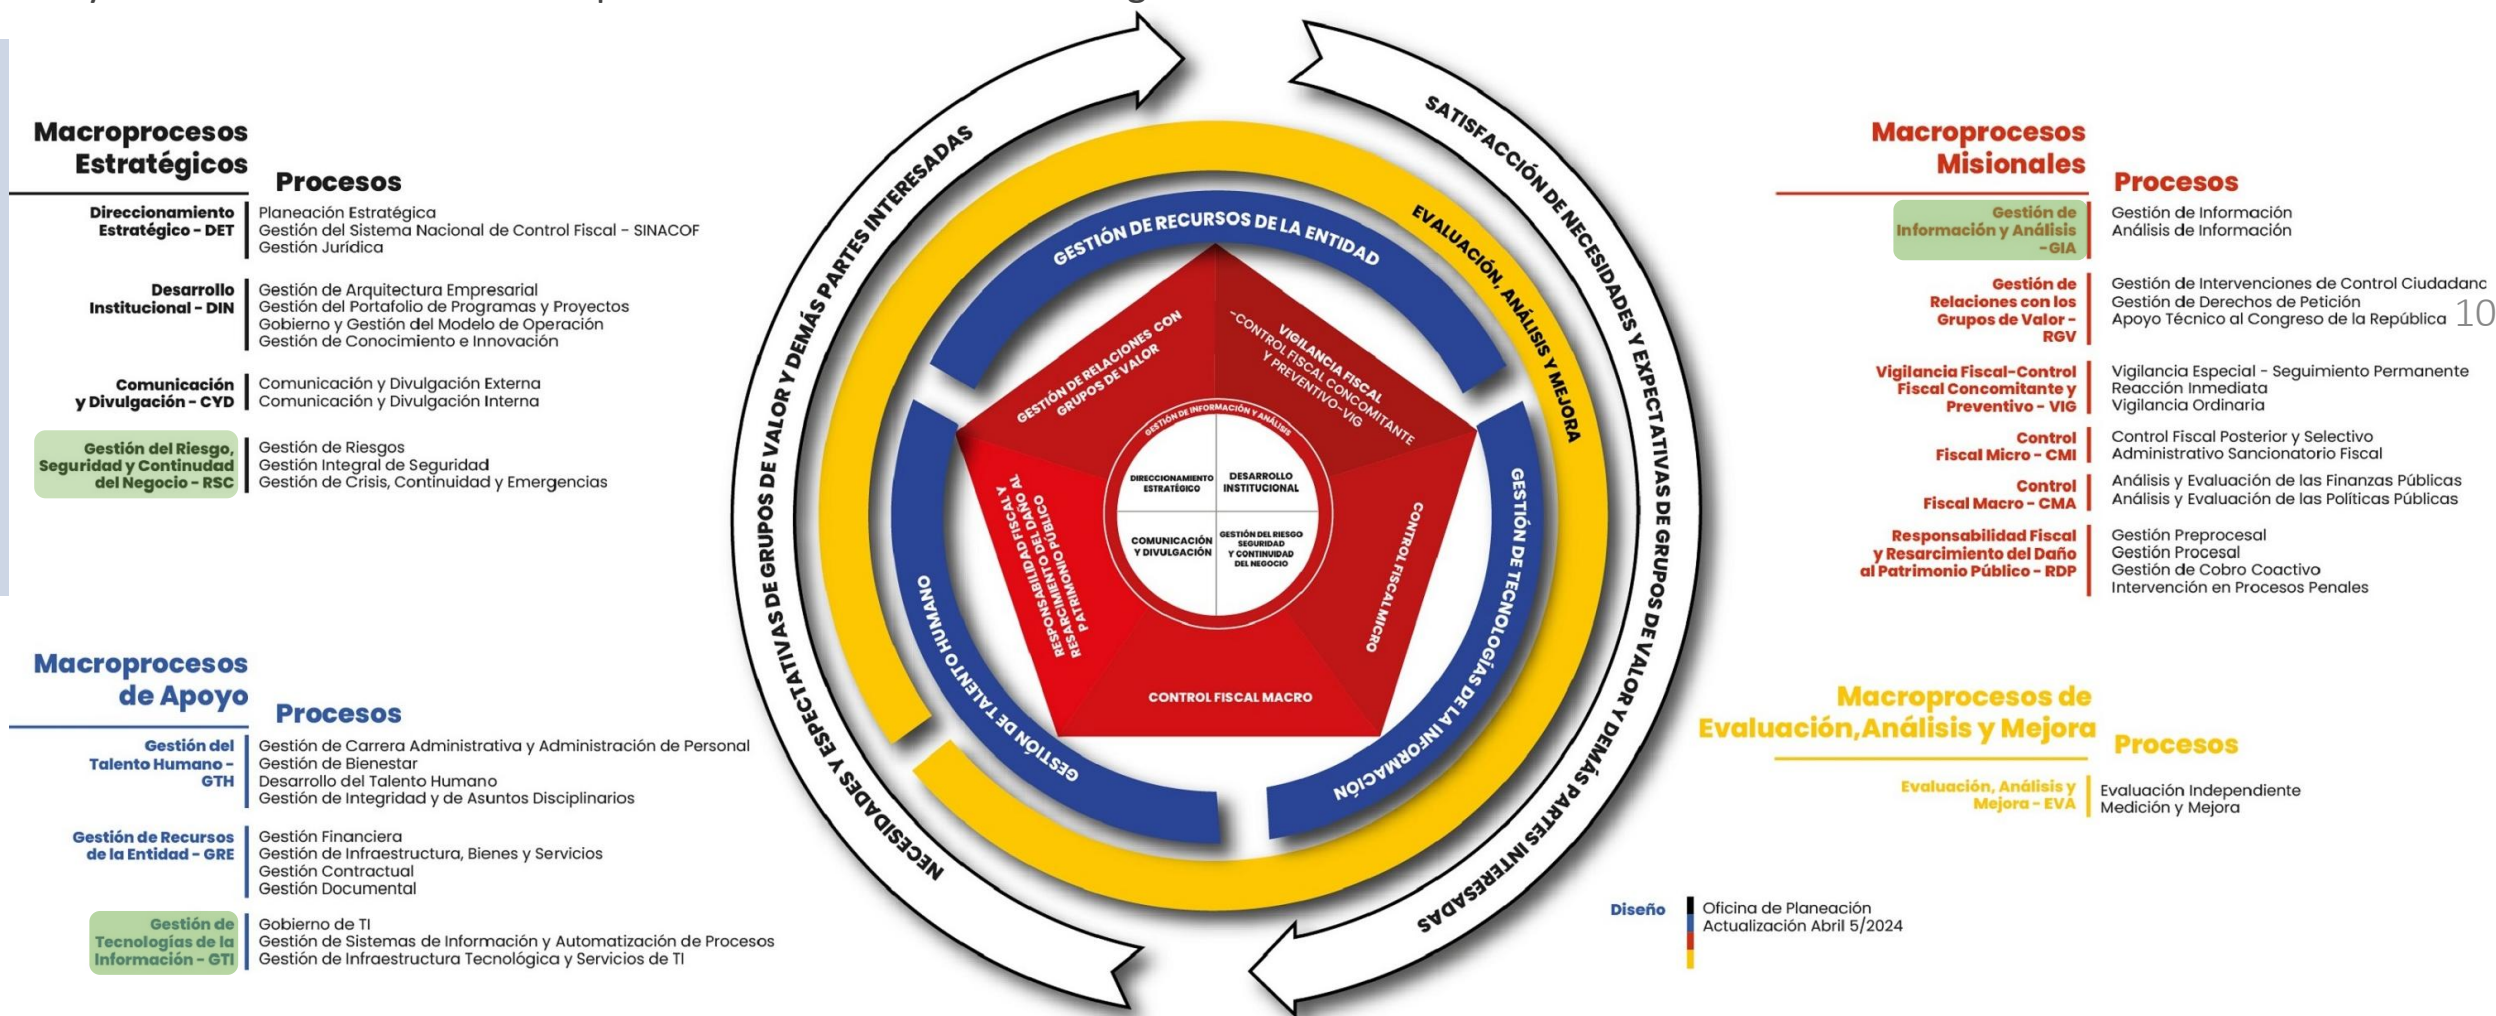 Macroprocesos
Estratégicos
Procesos
Direccionamiento
Estratégico - DET
Planeación Estratégica
Gestión del Sistema Nacional de Control Fiscal - SINACOF
Gestión Jurídica
Desarrollo
Institucional - DIN
Gestión de Arquitectura Empresarial
Gestión del Portafolio de Programas y Proyectos
Gobierno y Gestión del Modelo de Operación
Gestión de Conocimiento e Innovación
Comunicación
y Divulgación - CYD
Comunicación y Divulgación Externa
Comunicación y Divulgación Interna
Gestión del Riesgo,
Seguridad y Continudad
del Negocio - RSC
Gestión de Riesgos
Gestión Integral de Seguridad
Gestión de Crisis, Continuidad y Emergencias
Macroprocesos
de Apoyo
Procesos
Gestión del
Talento Humano -
GTH
Gestión de Carrera Administrativa y Administración de Personal
Gestión de Bienestar
Desarrollo del Talento Humano
Gestión de Integridad y de Asuntos Disciplinarios
Gestión de Recursos
de la Entidad - GRE
Gestión Financiera
Gestión de Infraestructura, Bienes y Servicios
Gestión Contractual
Gestión Documental
Gestión de
Tecnologías de la
Información - GTI
Gobierno de TI
Gestión de Sistemas de Información y Automatización de Procesos
Gestión de Infraestructura Tecnológica y Servicios de TI
NECESIDADES Y ESPECTATIVAS DE GRUPOS DE VALOR Y DEMÁS PARTES INTERESADAS
SATISFACCIÓN DE NECESIDADES Y EXPECTATIVAS DE GRUPOS DE VALOR Y DEMÁS PARTES INTERESADAS
EVALUACIÓN, ANÁLISIS Y MEJORA
GESTIÓN DE RECURSOS DE LA ENTIDAD
GESTIÓN DE TECNOLOGÍAS DE LA INFORMACIÓN
GESTIÓN DE TALENTO HUMANO
GESTIÓN DE RELACIONES CON
GRUPOS DE VALOR
VIGILANCIA FISCAL
-CONTROL FISCAL CONCOMITANTE
Y PREVENTIVO-VIG
CONTROL FISCAL MICRO
CONTROL FISCAL MACRO
RESPONSABILIDAD FISCAL Y
RESARCIMIENTO DEL DAÑO AL
PATRIMONIO PÚBLICO
GESTIÓN DE INFORMACIÓN Y ANÁLISIS
DIRECCIONAMIENTO
ESTRATÉGICO
DESARROLLO
INSTITUCIONAL
COMUNICACIÓN
Y DIVULGACIÓN
GESTIÓN DEL RIESGO
SEGURIDAD
Y CONTINUIDAD
DEL NEGOCIO
Macroprocesos
Misionales
Procesos
Gestión de
Información y Análisis
-GIA
Gestión de Información
Análisis de Información
Gestión de
Relaciones con los
Grupos de Valor -
RGV
Gestión de Intervenciones de Control
Gestión de Derechos de Petición
Apoyo Técnico al Congreso de la República
10
Vigilancia Fiscal-Control
Fiscal Concomitante y
Preventivo - VIG
Vigilancia Especial - Seguimiento Permanente
Reacción Inmediata
Vigilancia Ordinaria
Control
Fiscal Micro - CMI
Control Fiscal Posterior y Selectivo
Administrativo Sancionatorio Fiscal
Control
Fiscal Macro - CMA
Análisis y Evaluación de las Finanzas Públicas
Análisis y Evaluación de las Políticas Públicas
Responsabilidad Fiscal
y Resarcimiento del Daño
al Patrimonio Público - RDP
Gestión Preprocesal
Gestión Procesal
Gestión de Cobro Coactivo
Intervención en Procesos Penales
Macroprocesos de
Evaluación,Análisis y Mejora
Procesos
Evaluación, Análisis y
Mejora - EVA
Evaluación Independiente
Medición y Mejora
Diseño
Oficina de Planeación
Actualización Abril 5/2024